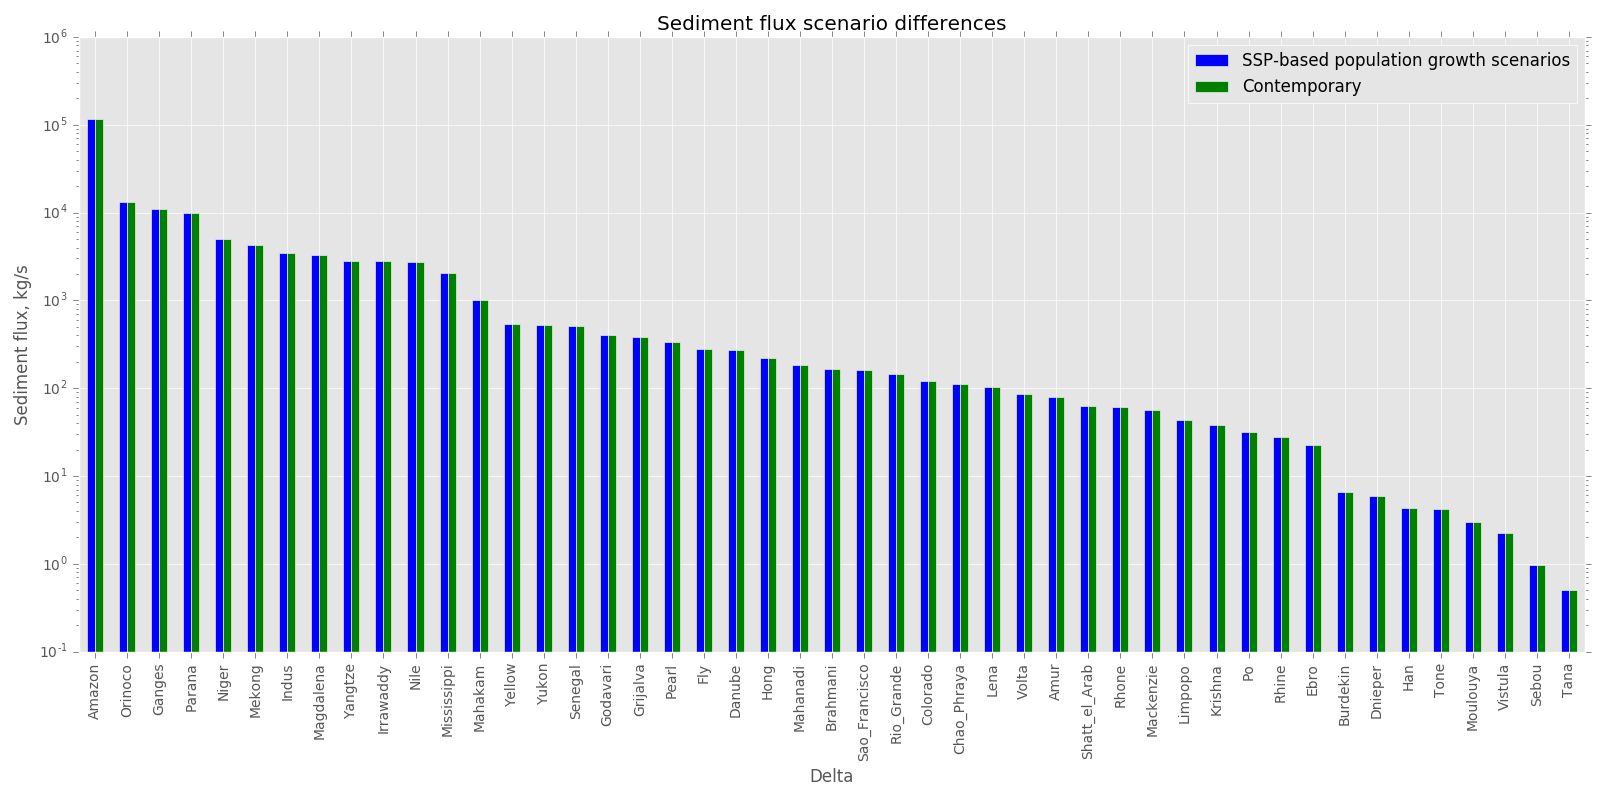 Sediment flux scenario differences
SSP-based population growth scenarios
Contemporary
Sediment flux, kg/s
10^6
10^5
10^4
10^3
10^2
10^1
10^0
10^-1
Amazon
Orinoco
Ganges
Parana
Niger
Mekong
Indus
Magdalena
Yangtze
Irrawaddy
Nile
Mississippi
Mahakam
Yellow
Yukon
Senegal
Godavari
Grijalva
Pearl
Fly
Danube
Hong
Mahanadi
Brahmani
Sao_Francisco
Rio_Grande
Colorado
Chao_Phraya
Lena
Volta
Amur
Shatt_el_Arab
Rhone
Mackenzie
Limpopo
Krishna
Po
Rhine
Ebro
Burdekin
Dnieper
Han
Tone
Moulouya
Vistula
Sebou
Tana
Delta